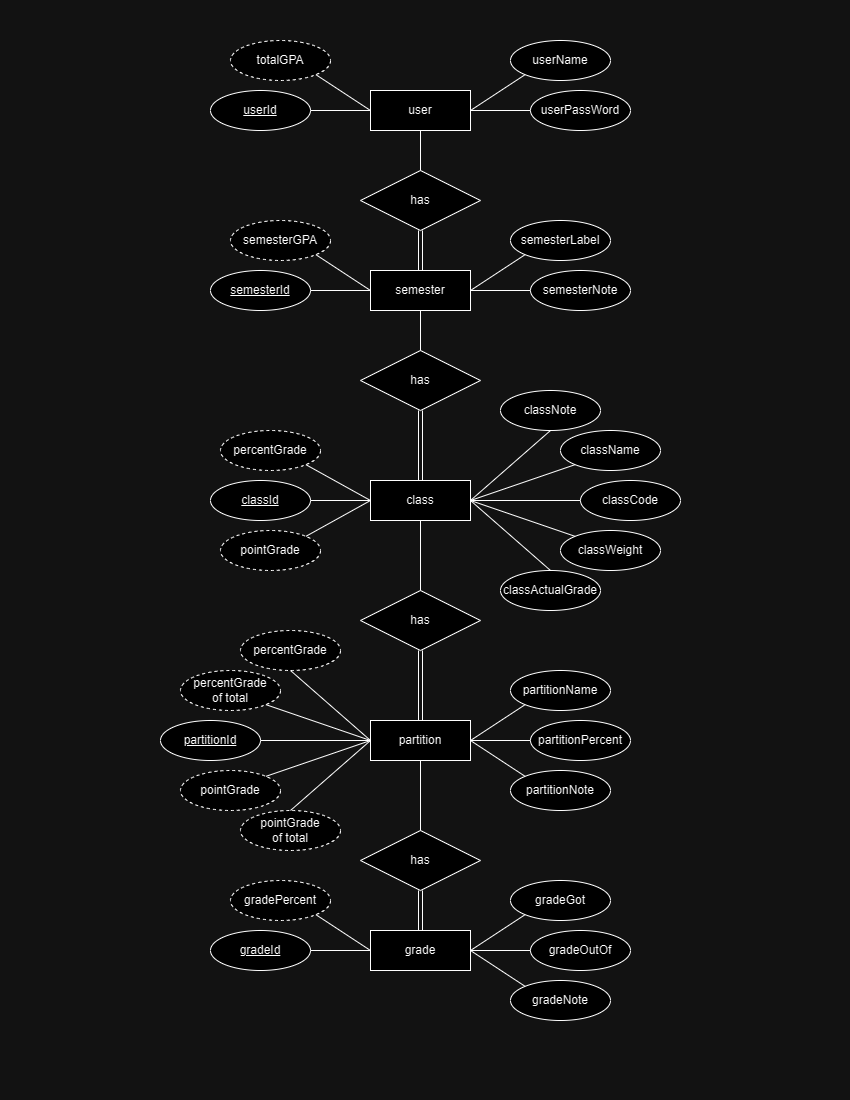 totalGPA
userName
userId
user
userPassWord
has
semesterGPA
semesterLabel
semesterId
semester
semesterNote
has
classNote
percentGrade
className
classId
class
classCode
pointGrade
classWeight
classActualGrade
has
percentGrade
percentGrade
of total
partitionName
partitionId
partition
partitionPercent
pointGrade
partitionNote
pointGrade
of total
has
gradePercent
gradeGot
gradeId
grade
gradeOutOf
gradeNote